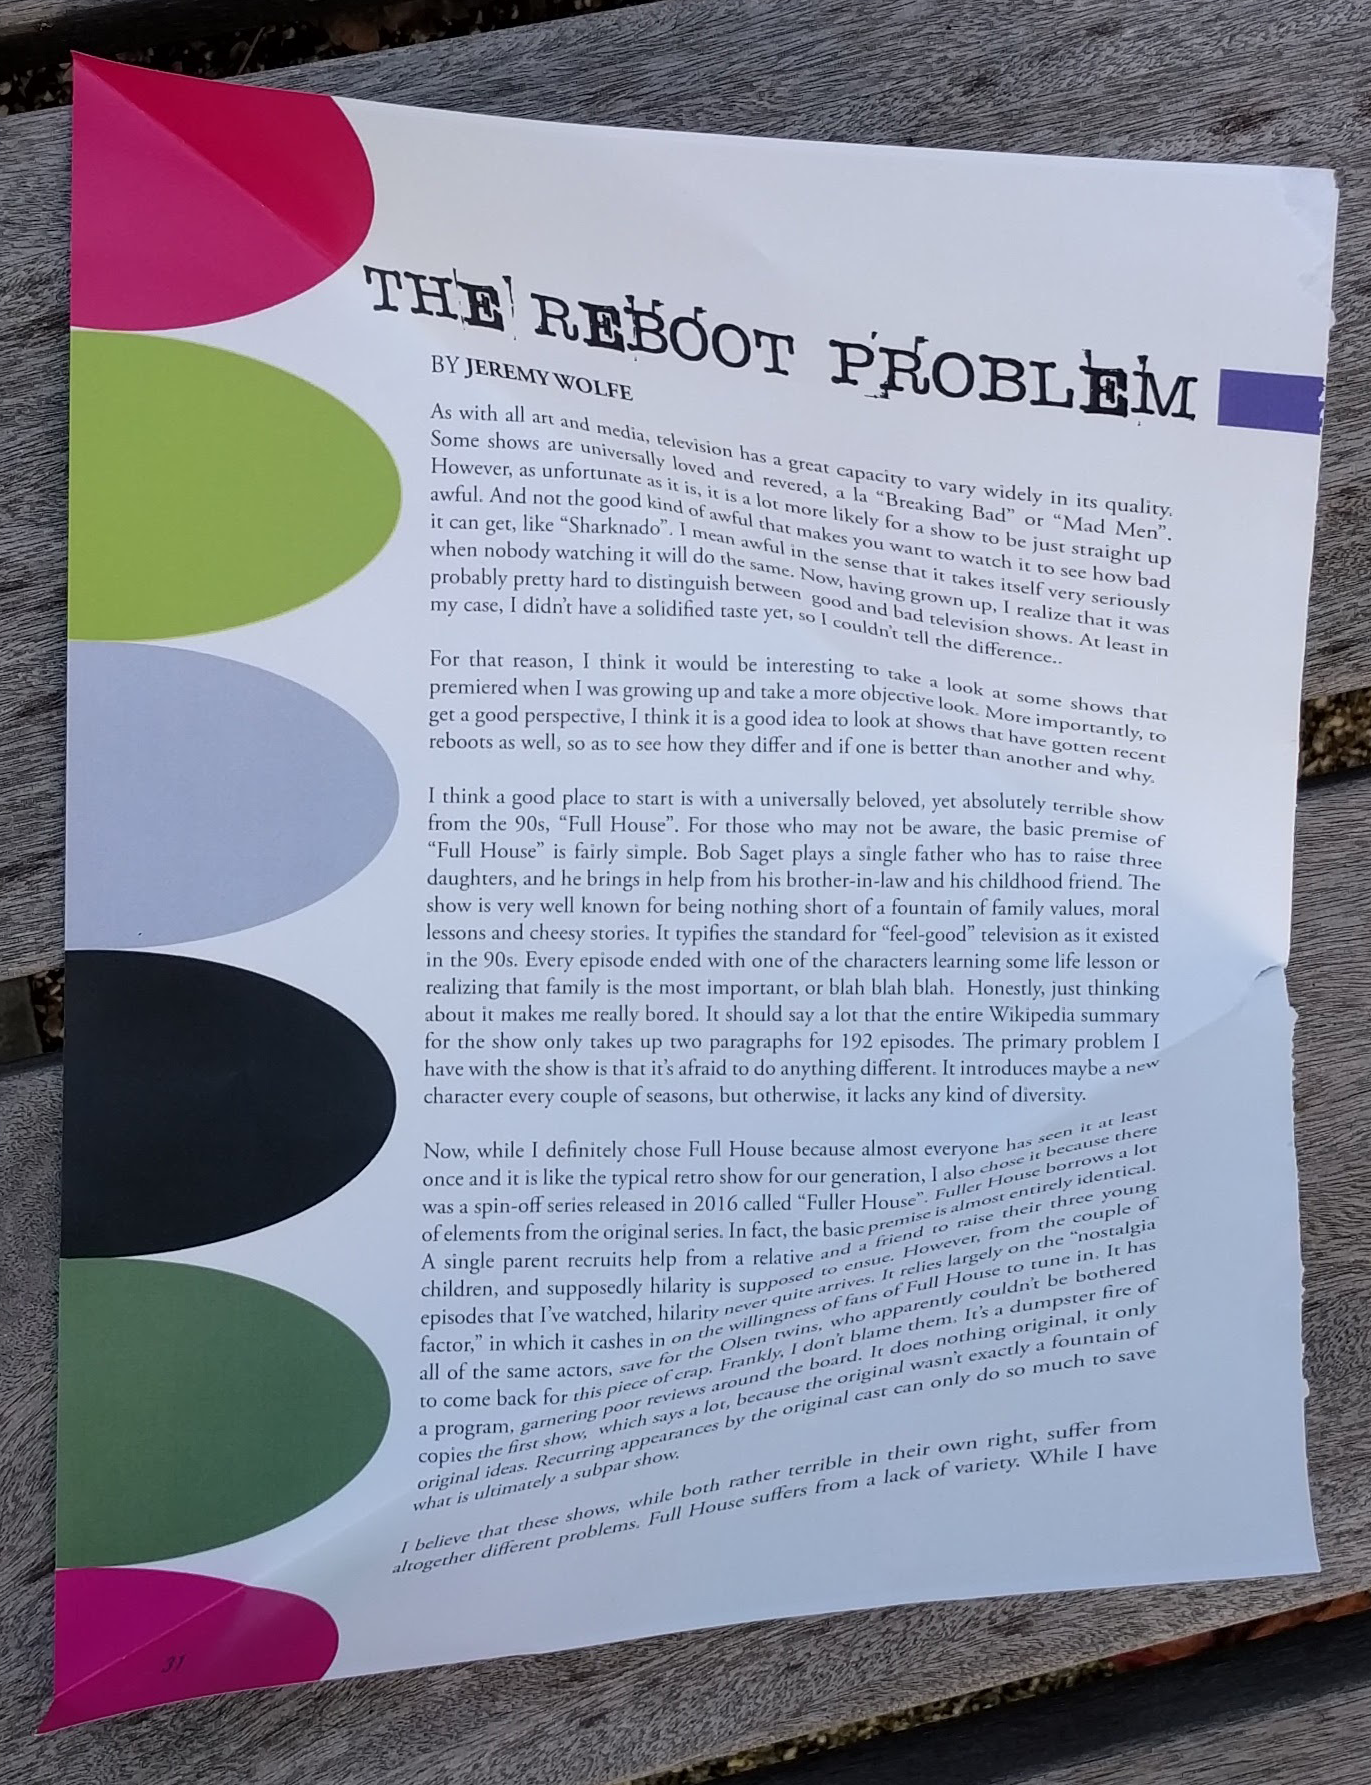 THE REBOOT PROBLEM
BY JEREMY WOLFE
As with all art and media, television has a great capacity to vary widely in its quality.
Some shows are universally loved and revered, a la “Breaking Bad” or “Mad Men”.
However, as unfortunate as it is, it is a lot more likely for a show to be just straight up
awful. And not the good kind of awful that makes you want to watch it to see how bad
it can get, like “Sharknado”. I mean awful in the sense that it takes itself very seriously
when nobody watching it will do the same. Now, having grown up, I realize that it was
probably pretty hard to distinguish between good and bad television shows. At least in
my case, I didn’t have a solidified taste yet, so I couldn’t tell the difference..
For that reason, I think it would be interesting to take a look at some shows that
premiered when I was growing up and take a more objective look. More importantly, to
get a good perspective, I think it is a good idea to look at shows that have gotten recent
reboots as well, so as to see how they differ and if one is better than another and why.
I think a good place to start is with a universally beloved, yet absolutely terrible show
from the 90s, “Full House”. For those who may not be aware, the basic premise of
“Full House” is fairly simple. Bob Saget plays a single father who has to raise three
daughters, and he brings in help from his brother-in-law and his childhood friend. The
show is very well known for being nothing short of a fountain of family values, moral
lessons and cheesy stories. It typifies the standard for “feel-good” television as it existed
in the 90s. Every episode ended with one of the characters learning some life lesson or
realizing that family is the most important, or blah blah blah. Honestly, just thinking
about it makes me really bored. It should say a lot that the entire Wikipedia summary
for the show only takes up two paragraphs for 192 episodes. The primary problem I
have with the show is that it’s afraid to do anything different. It introduces maybe a new
character every couple of seasons, but otherwise, it lacks any kind of diversity.
Now, while I definitely chose Full House because almost everyone has seen it at least
once and it is like the typical retro show for our generation, I also chose it because there
was a spin-off series released in 2016 called “Fuller House”. Fuller House borrows a lot
of elements from the original series. In fact, the basic premise is almost entirely identical.
A single parent recruits help from a relative and a friend to raise their three young
children, and supposedly hilarity is supposed to ensue. However, from the couple of
episodes that I’ve watched, hilarity never quite arrives. It relies largely on the “nostalgia
factor,” in which it cashes in on the willingness of fans of Full House to tune in. It has
all of the same actors, save for the Olsen twins, who apparently couldn’t be bothered
to come back for this piece of crap. Frankly, I don’t blame them. It’s a dumpster fire of
a program, garnering poor reviews around the board. It does nothing original, it only
copies the first show, which says a lot, because the original wasn’t exactly a fountain of
original ideas. Recurring appearances by the original cast can only do so much to save
what is ultimately a subpar show.
I believe that these shows, while both rather terrible in their own right, suffer from
altogether different problems. Full House suffers from a lack of variety. While I have
31